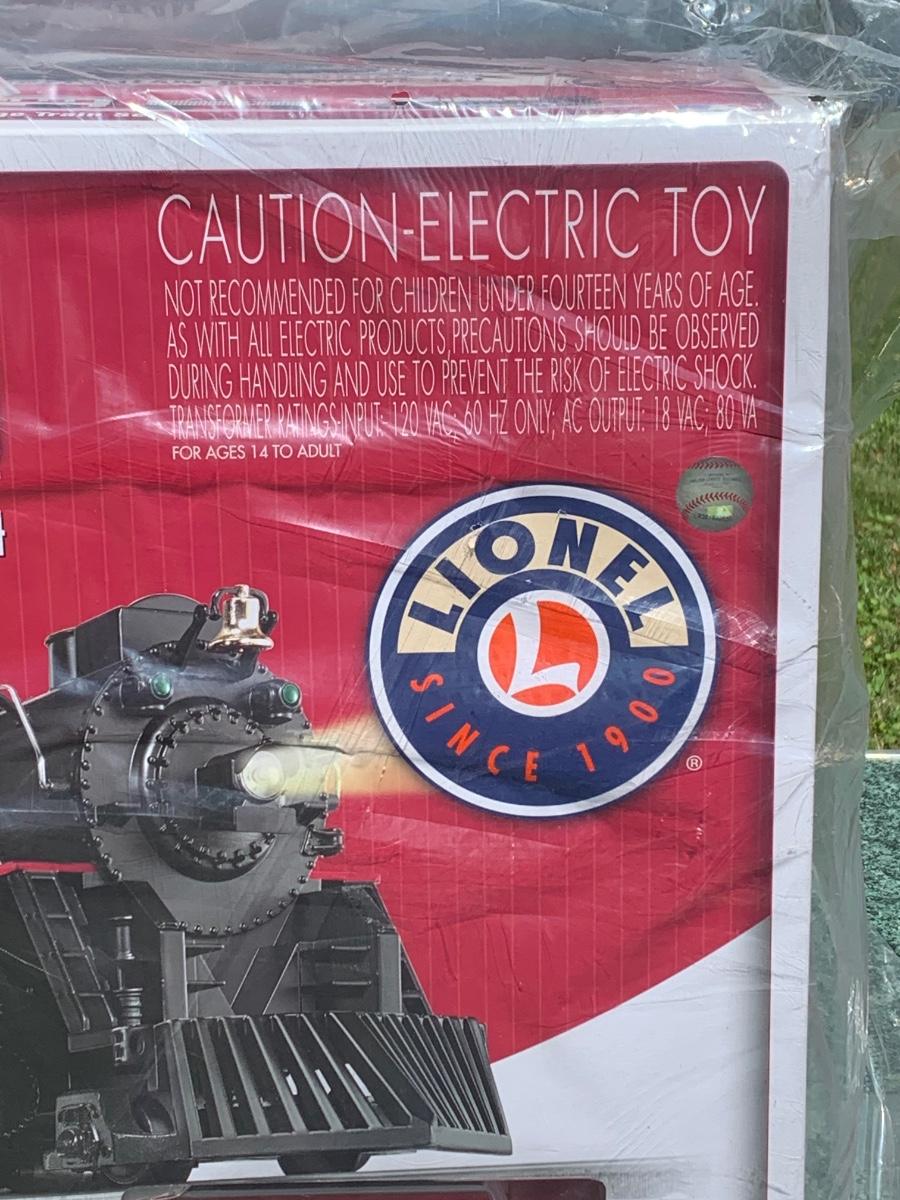 CAUTION-ELECTRIC TOY
NOT RECOMMENDED FOR CHILDREN UNDER FOURTEEN YEARS OF AGE.
AS WITH ALL ELECTRIC PRODUCTS, PRECAUTIONS SHOULD BE OBSERVED
DURING HANDLING AND USE TO PREVENT THE RISK OF ELECTRIC SHOCK.
TRANSFORMER RATINGS-INPUT: 120 VAC; 60 HZ ONLY; AC OUTPUT: 18 VAC; 80 VA
FOR AGES 14 TO ADULT
LIONEL
L
SINCE 1900
®